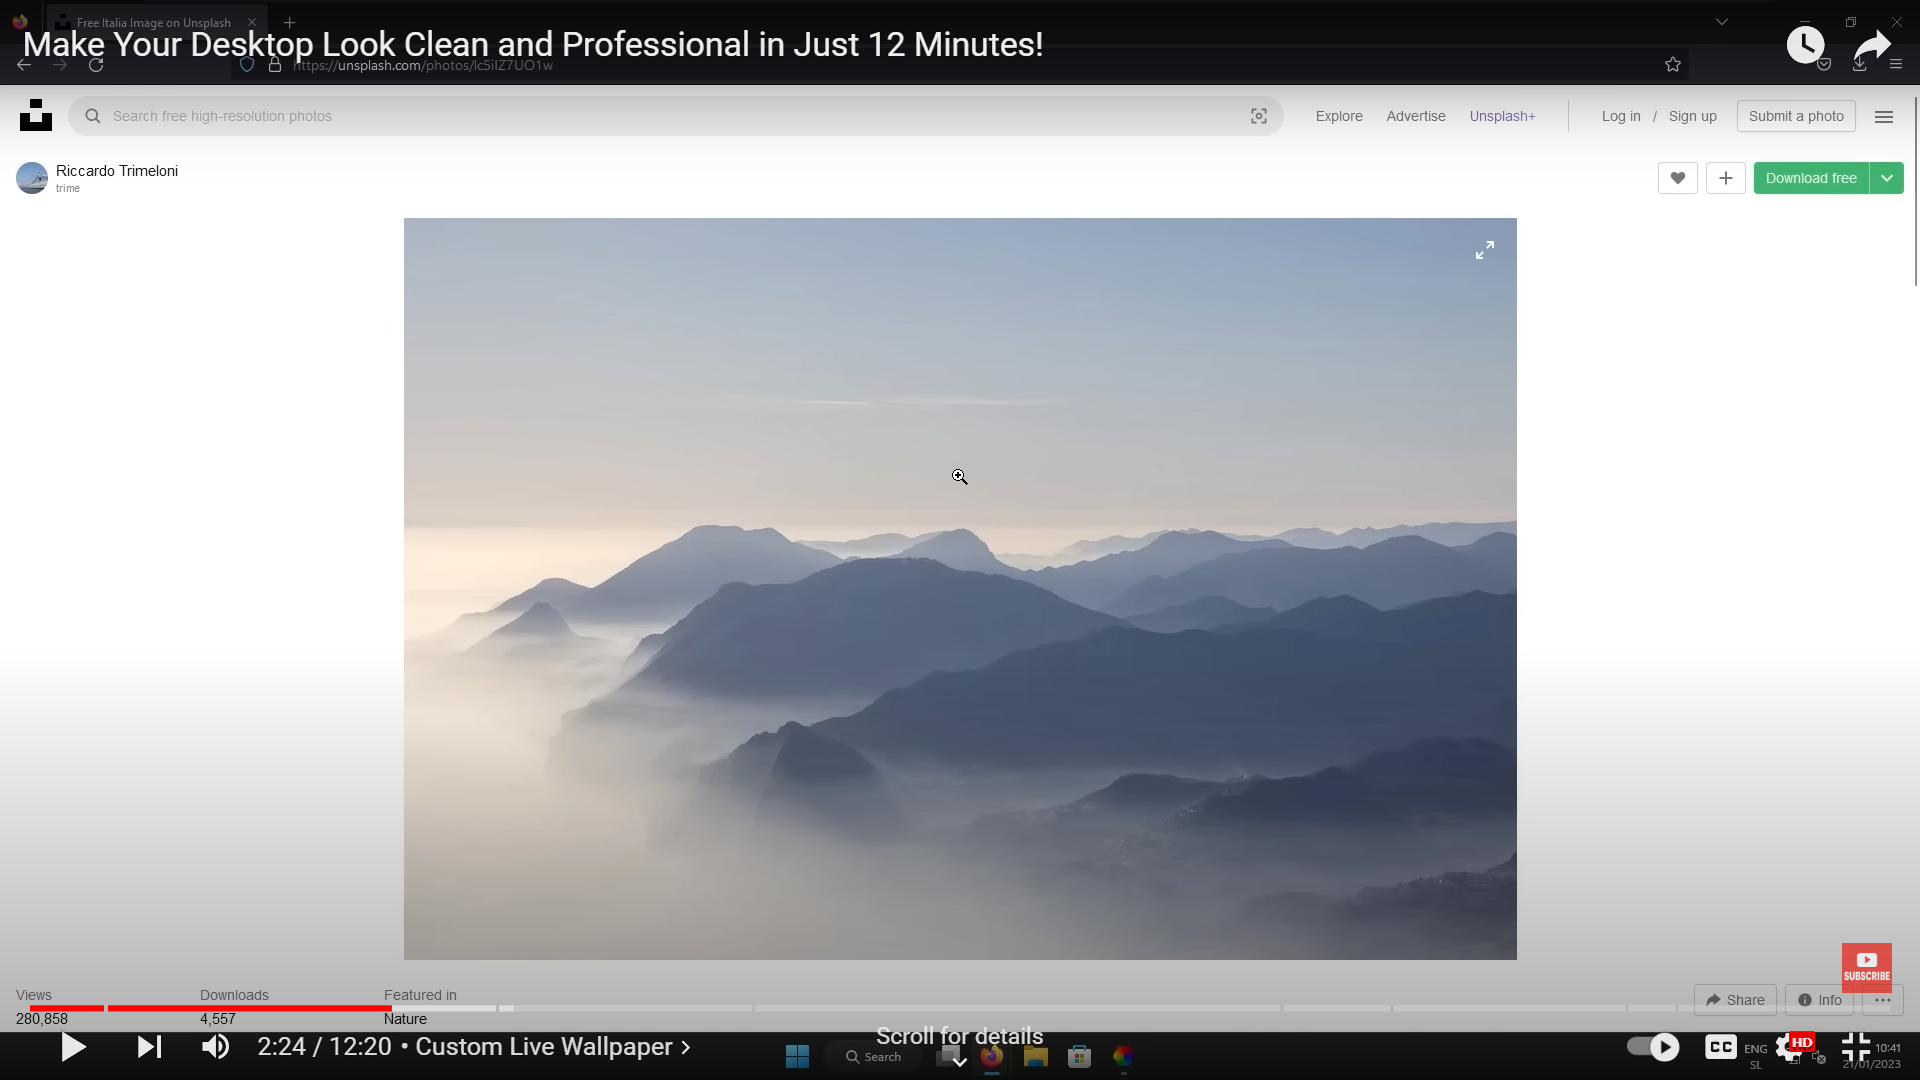 Free Italia Image on Unsplash
Make Your Desktop Look Clean and Professional in Just 12 Minutes!
https://unsplash.com/photos/lc5iIZ7UO1w
Search free high-resolution photos
Explore
Advertise
Unsplash+
Log in / Sign up
Submit a photo
Riccardo Trimeloni
trime
Download free
SUBSCRIBE
Views
Downloads
Featured in
280,858
4,557
Nature
Share
Info
Scroll for details
2:24 / 12:20 • Custom Live Wallpaper
Search
CC
ENG
SL
HD
10:41
21/01/2023